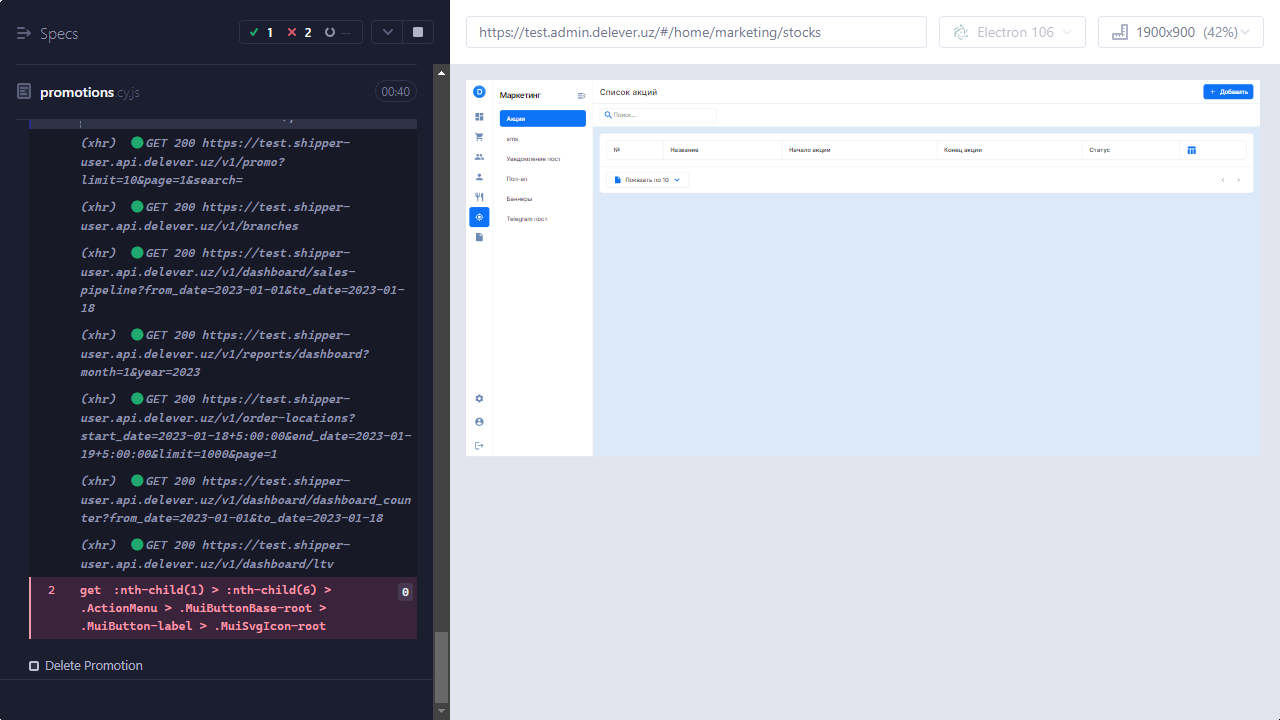 Specs
1
2
--
promotions.cy.js
00:40
(xhr) GET 200 https://test.shipper-
user.api.delever.uz/v1/promo?
limit=10&page=1&search=
(xhr) GET 200 https://test.shipper-
user.api.delever.uz/v1/branches
(xhr) GET 200 https://test.shipper-
user.api.delever.uz/v1/dashboard/sales-
pipeline?from_date=2023-01-01&to_date=2023-01-
18
(xhr) GET 200 https://test.shipper-
user.api.delever.uz/v1/reports/dashboard?
month=1&year=2023
(xhr) GET 200 https://test.shipper-
user.api.delever.uz/v1/order-locations?
start_date=2023-01-18+5:00:00&end_date=2023-01-
19+5:00:00&limit=1000&page=1
(xhr) GET 200 https://test.shipper-
user.api.delever.uz/v1/dashboard/dashboard_coun
ter?from_date=2023-01-01&to_date=2023-01-18
(xhr) GET 200 https://test.shipper-
user.api.delever.uz/v1/dashboard/ltv
2 get :nth-child(1) > :nth-child(6) > 0
.ActionMenu > .MuiButtonBase-root >
.MuiButton-label > .MuiSvgIcon-root
Delete Promotion
https://test.admin.delever.uz/#/home/marketing/stocks
Electron 106
1900x900 (42%)
D
Маркетинг
Акции
sms
Уведомление пост
Поп-ап
Баннеры
Telegram пост
Список акций
+ Добавить
Поиск...
№ Название Начало акции Конец акции Статус
Показать по 10